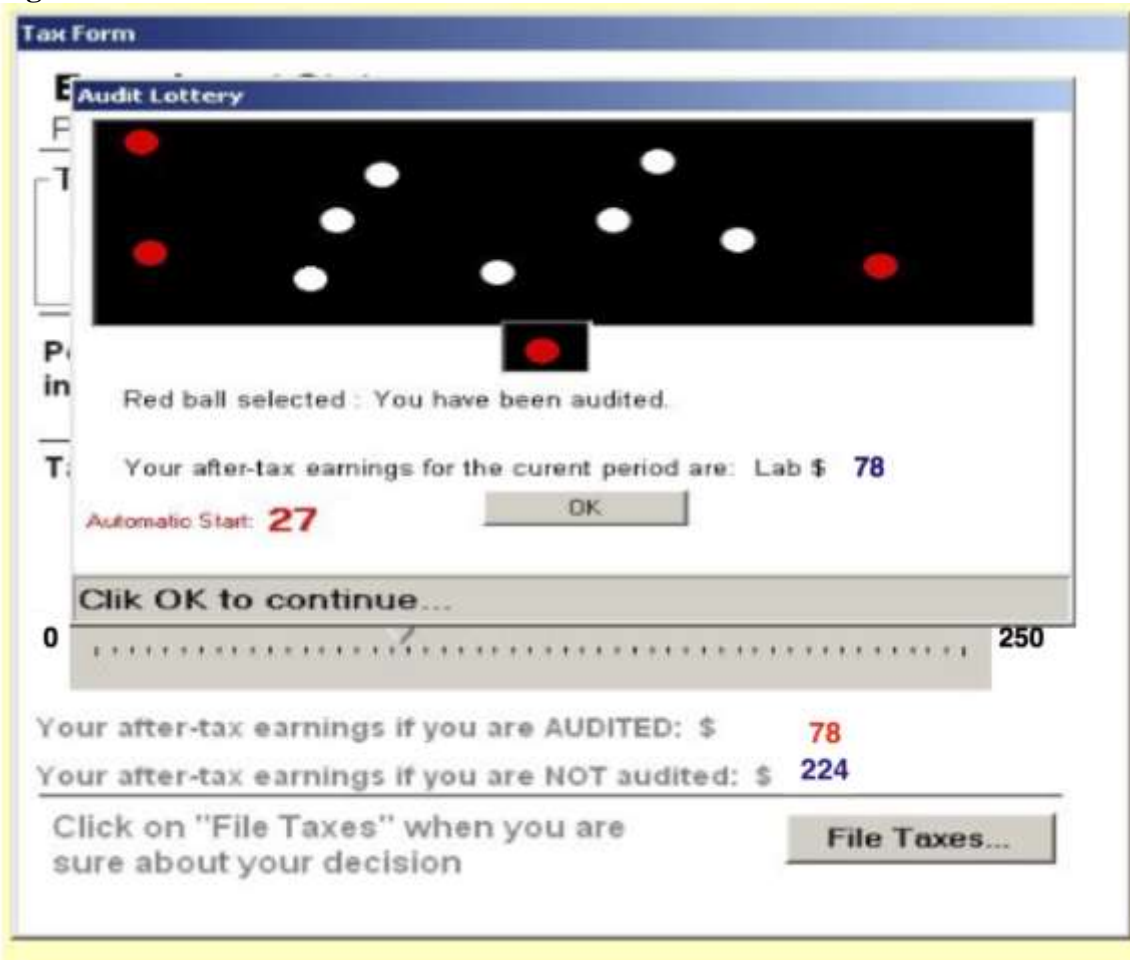 Tax Form
Audit Lottery
Red ball selected : You have been audited.
Your after-tax earnings for the curent period are: Lab $ 78
Automatic Start: 27
OK
Clik OK to continue...
0
250
Your after-tax earnings if you are AUDITED: $ 78
Your after-tax earnings if you are NOT audited: $ 224
Click on "File Taxes" when you are
sure about your decision
File Taxes...